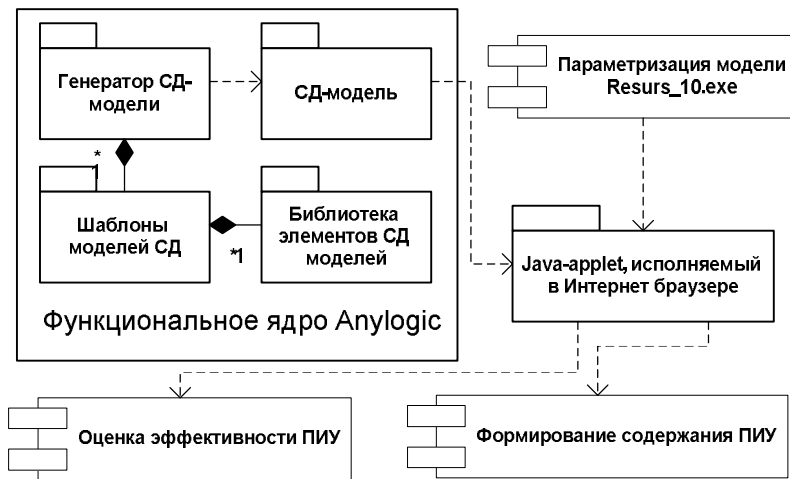 Генератор СД-
модели
СД-модель
Параметризация модели
Resurs_10.exe
*
1
Шаблоны
моделей СД
*1
Библиотека
элементов СД
моделей
Java-applet, исполняемый
в Интернет браузере
Функциональное ядро Anylogic
Оценка эффективности ПИУ
Формирование содержания ПИУ